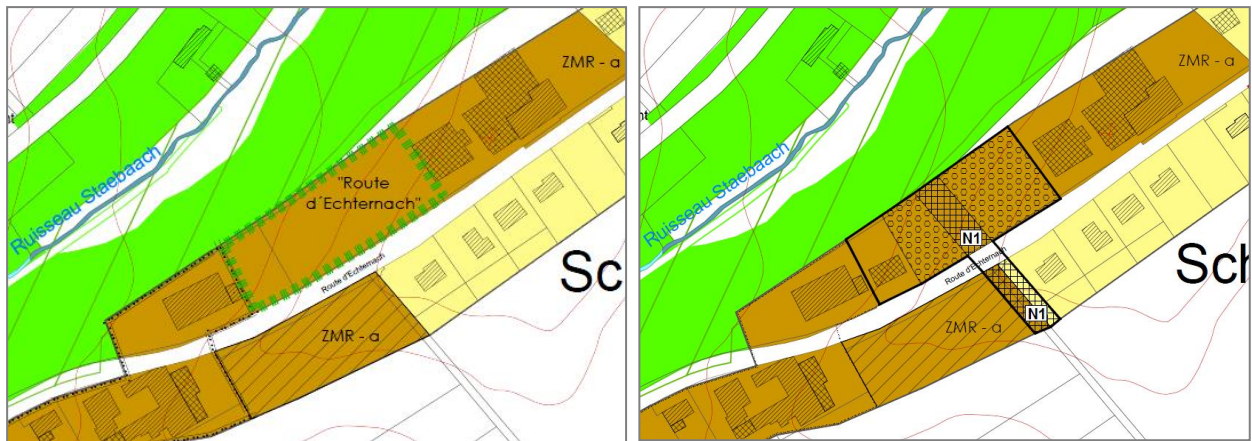 ZMR - a
"Route
d'Echternach"
Ruisseau Staebaach
Route d'Echternach
ZMR - a
Sc
ZMR - a
Ruisseau Staebaach
N1
Route d'Echternach
N1
ZMR - a
Sch